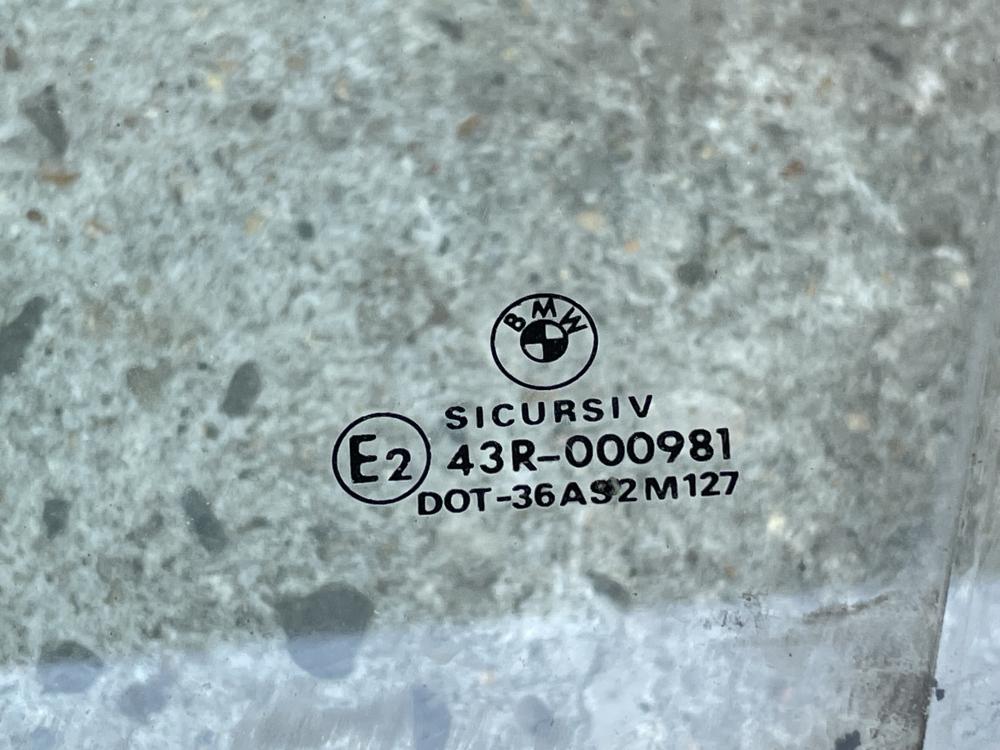 BMW
SICURSIV
E2 43R-000981
DOT-36AS2M127